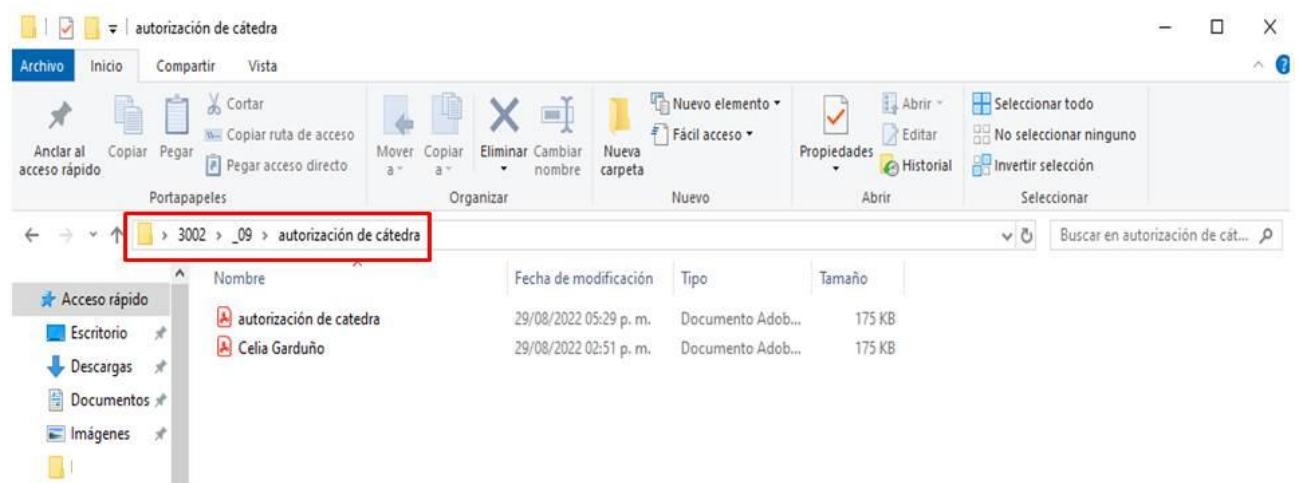 autorización de cátedra
Archivo Inicio Compartir Vista
Anclar al acceso rápido
Copiar
Pegar
Cortar
Copiar ruta de acceso
Pegar acceso directo
Portapapeles
Mover a
Copiar a
Eliminar
Cambiar nombre
Organizar
Nueva carpeta
Nuevo elemento
Fácil acceso
Nuevo
Propiedades
Abrir
Editar
Historial
Abrir
Seleccionar todo
No seleccionar ninguno
Invertir selección
Seleccionar
> 3002 > _09 > autorización de cátedra
Buscar en autorización de cát...
Nombre Fecha de modificación Tipo Tamaño
autorización de catedra 29/08/2022 05:29 p. m. Documento Adob... 175 KB
Celia Garduño 29/08/2022 02:51 p. m. Documento Adob... 175 KB
Acceso rápido
Escritorio
Descargas
Documentos
Imágenes